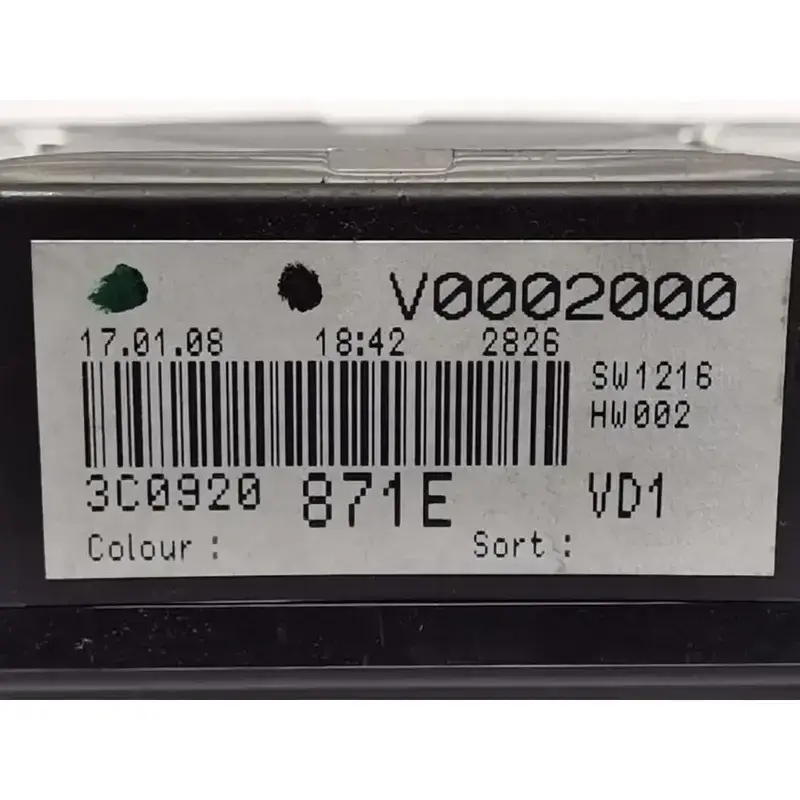 V0002000
17.01.08 18:42 2826
SW1216
HW002
3C0920 871E VD1
Colour : Sort :